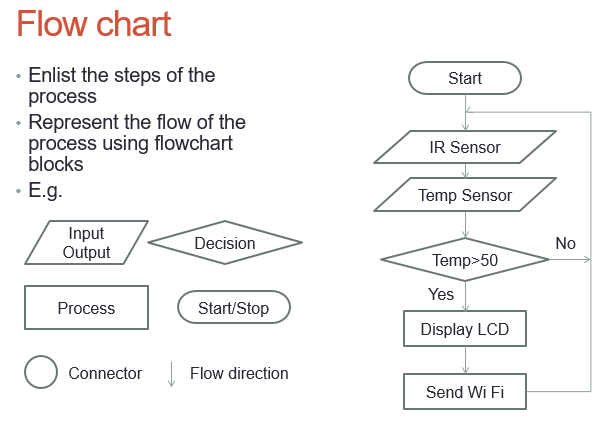 Flow chart
• Enlist the steps of the
process
• Represent the flow of the
process using flowchart
blocks
• E.g.
Input
Output
Decision
Process
Start/Stop
Connector
Flow direction
Start
IR Sensor
Temp Sensor
Temp>50
No
Yes
Display LCD
Send Wi Fi